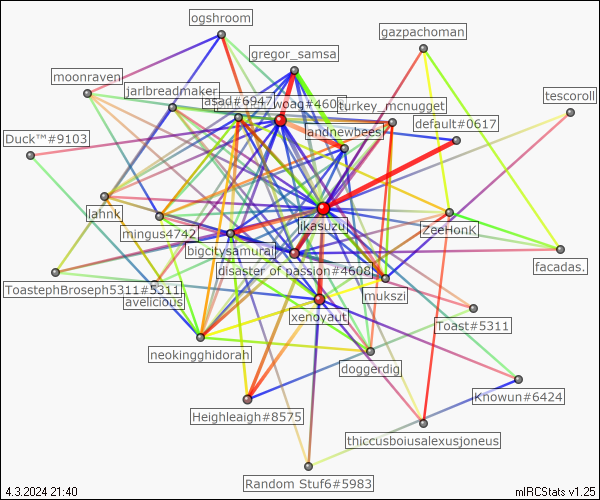 ogshroom
gazpachoman
gregor_samsa
moonraven
jarlbreadmaker
tescoroll
asad#6947
woag#460
turkey_mcnugget
default#0617
andnewbees
Duck™#9103
lahnk
ikasuzu
ZeeHonK
mingus4742
bigcitysamurai
facadas.
disaster of passion#4608
ToastephBroseph5311#5311
mukszi
avelicious
xenoyaut
Toast#5311
neokingghidorah
doggerdig
Knowun#6424
Heighleaigh#8575
thiccusboiusalexusjoneus
Random Stuf6#5983
4.3.2024 21:40
mIRCStats v1.25